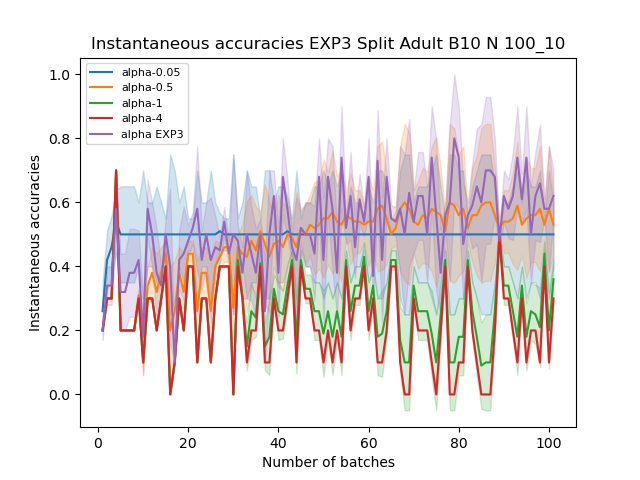 Instantaneous accuracies EXP3 Split Adult B10 N 100_10
alpha-0.05
alpha-0.5
alpha-1
alpha-4
alpha EXP3
1.0
0.8
0.6
0.4
0.2
0.0
Instantaneous accuracies
0 20 40 60 80 100
Number of batches